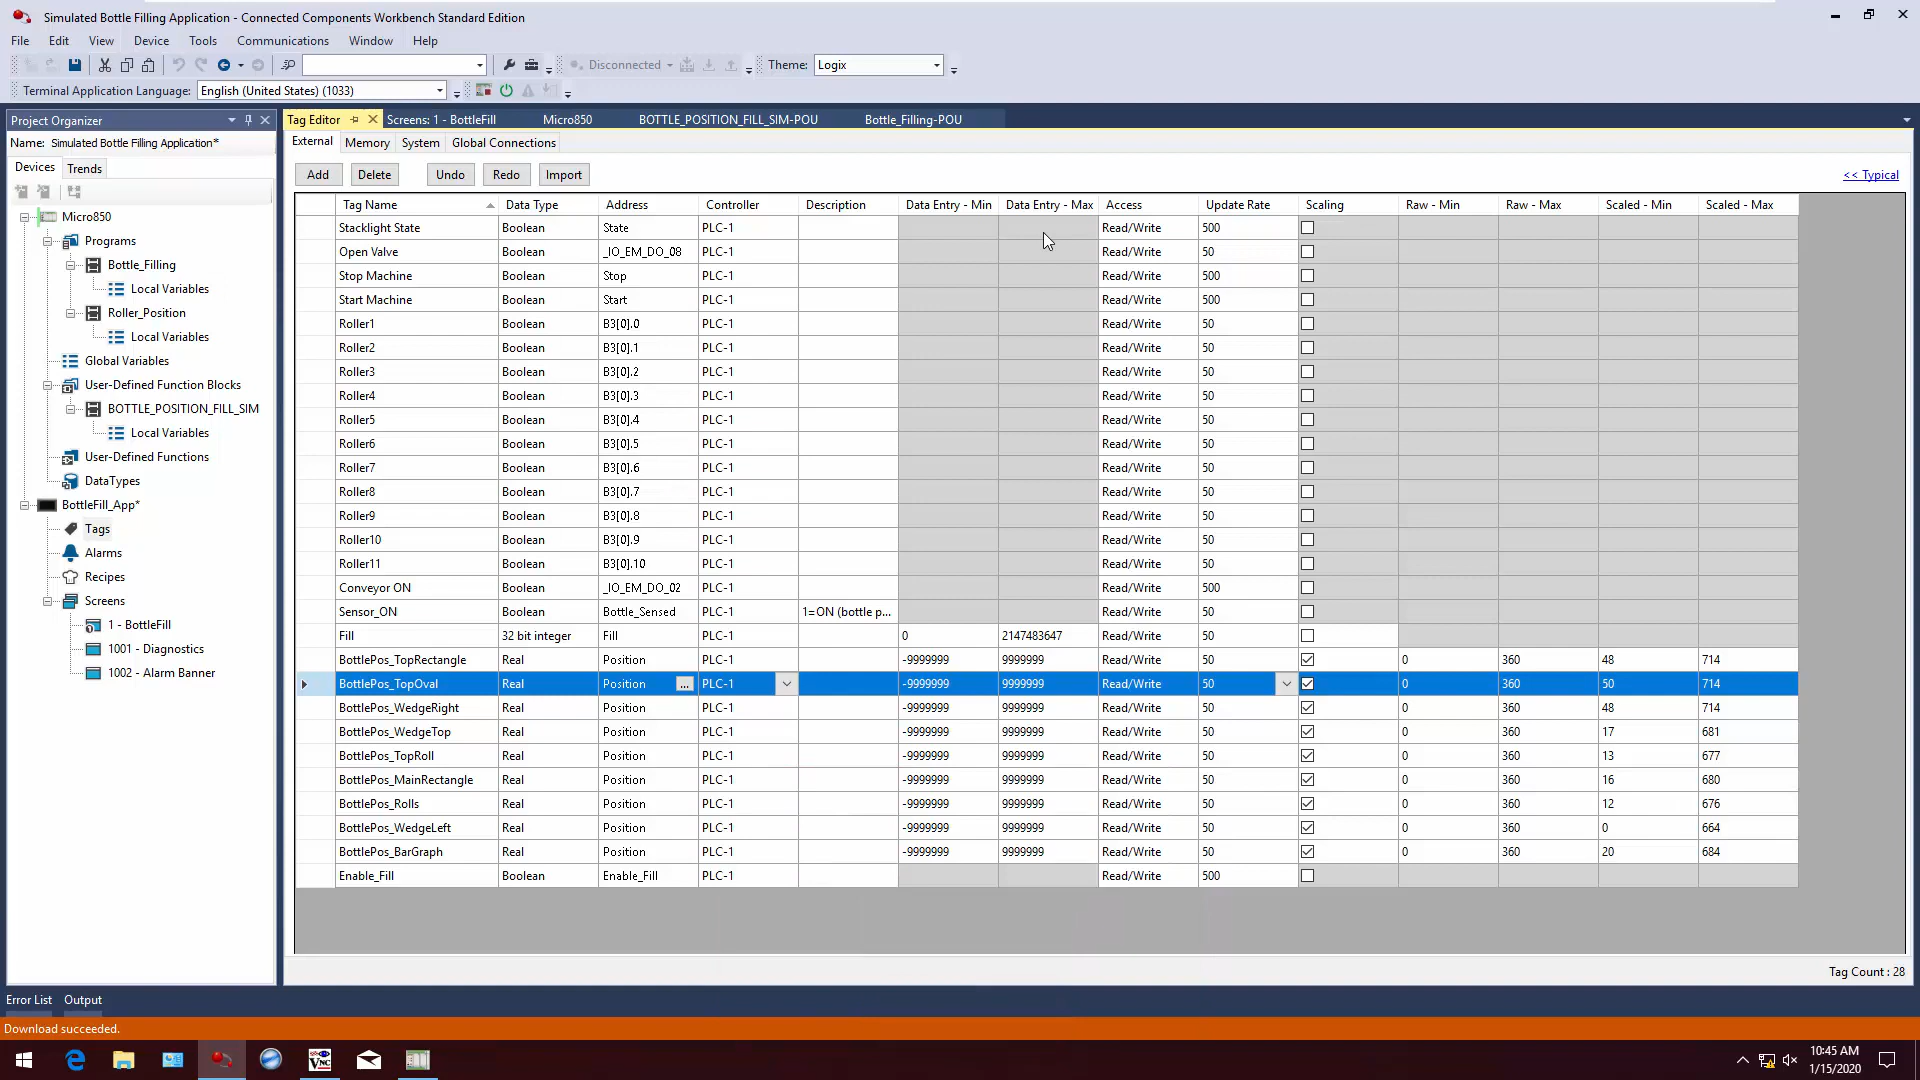 Simulated Bottle Filling Application - Connected Components Workbench Standard Edition
File Edit View Device Tools Communications Window Help
Disconnected Theme: Logix
Terminal Application Language: English (United States) (1033)
Project Organizer
Name: Simulated Bottle Filling Application*
Devices Trends
Micro850
Programs
Bottle_Filling
Local Variables
Roller_Position
Local Variables
Global Variables
User-Defined Function Blocks
BOTTLE_POSITION_FILL_SIM
Local Variables
User-Defined Functions
DataTypes
BottleFill_App*
Tags
Alarms
Recipes
Screens
1 - BottleFill
1001 - Diagnostics
1002 - Alarm Banner
Tag Editor Screens: 1 - BottleFill Micro850 BOTTLE_POSITION_FILL_SIM-POU Bottle_Filling-POU
External Memory System Global Connections
Add Delete Undo Redo Import << Typical
Tag Name Data Type Address Controller Description Data Entry - Min Data Entry - Max Access Update Rate Scaling Raw - Min Raw - Max Scaled - Min Scaled - Max
Stacklight State Boolean State PLC-1 Read/Write 500
Open Valve Boolean _IO_EM_DO_08 PLC-1 Read/Write 50
Stop Machine Boolean Stop PLC-1 Read/Write 500
Start Machine Boolean Start PLC-1 Read/Write 500
Roller1 Boolean B3[0].0 PLC-1 Read/Write 50
Roller2 Boolean B3[0].1 PLC-1 Read/Write 50
Roller3 Boolean B3[0].2 PLC-1 Read/Write 50
Roller4 Boolean B3[0].3 PLC-1 Read/Write 50
Roller5 Boolean B3[0].4 PLC-1 Read/Write 50
Roller6 Boolean B3[0].5 PLC-1 Read/Write 50
Roller7 Boolean B3[0].6 PLC-1 Read/Write 50
Roller8 Boolean B3[0].7 PLC-1 Read/Write 50
Roller9 Boolean B3[0].8 PLC-1 Read/Write 50
Roller10 Boolean B3[0].9 PLC-1 Read/Write 50
Roller11 Boolean B3[0].10 PLC-1 Read/Write 50
Conveyor ON Boolean _IO_EM_DO_02 PLC-1 Read/Write 500
Sensor_ON Boolean Bottle_Sensed PLC-1 1=ON (bottle p... Read/Write 50
Fill 32 bit integer Fill PLC-1 0 2147483647 Read/Write 50
BottlePos_TopRectangle Real Position PLC-1 -9999999 9999999 Read/Write 50 0 360 48 714
BottlePos_TopOval Real Position ... PLC-1 -9999999 9999999 Read/Write 50 0 360 50 714
BottlePos_WedgeRight Real Position PLC-1 -9999999 9999999 Read/Write 50 0 360 48 714
BottlePos_WedgeTop Real Position PLC-1 -9999999 9999999 Read/Write 50 0 360 17 681
BottlePos_TopRoll Real Position PLC-1 -9999999 9999999 Read/Write 50 0 360 13 677
BottlePos_MainRectangle Real Position PLC-1 -9999999 9999999 Read/Write 50 0 360 16 680
BottlePos_Rolls Real Position PLC-1 -9999999 9999999 Read/Write 50 0 360 12 676
BottlePos_WedgeLeft Real Position PLC-1 -9999999 9999999 Read/Write 50 0 360 0 664
BottlePos_BarGraph Real Position PLC-1 -9999999 9999999 Read/Write 50 0 360 20 684
Enable_Fill Boolean Enable_Fill PLC-1 Read/Write 500
Tag Count : 28
Error List Output
Download succeeded.
VNC
10:45 AM
1/15/2020